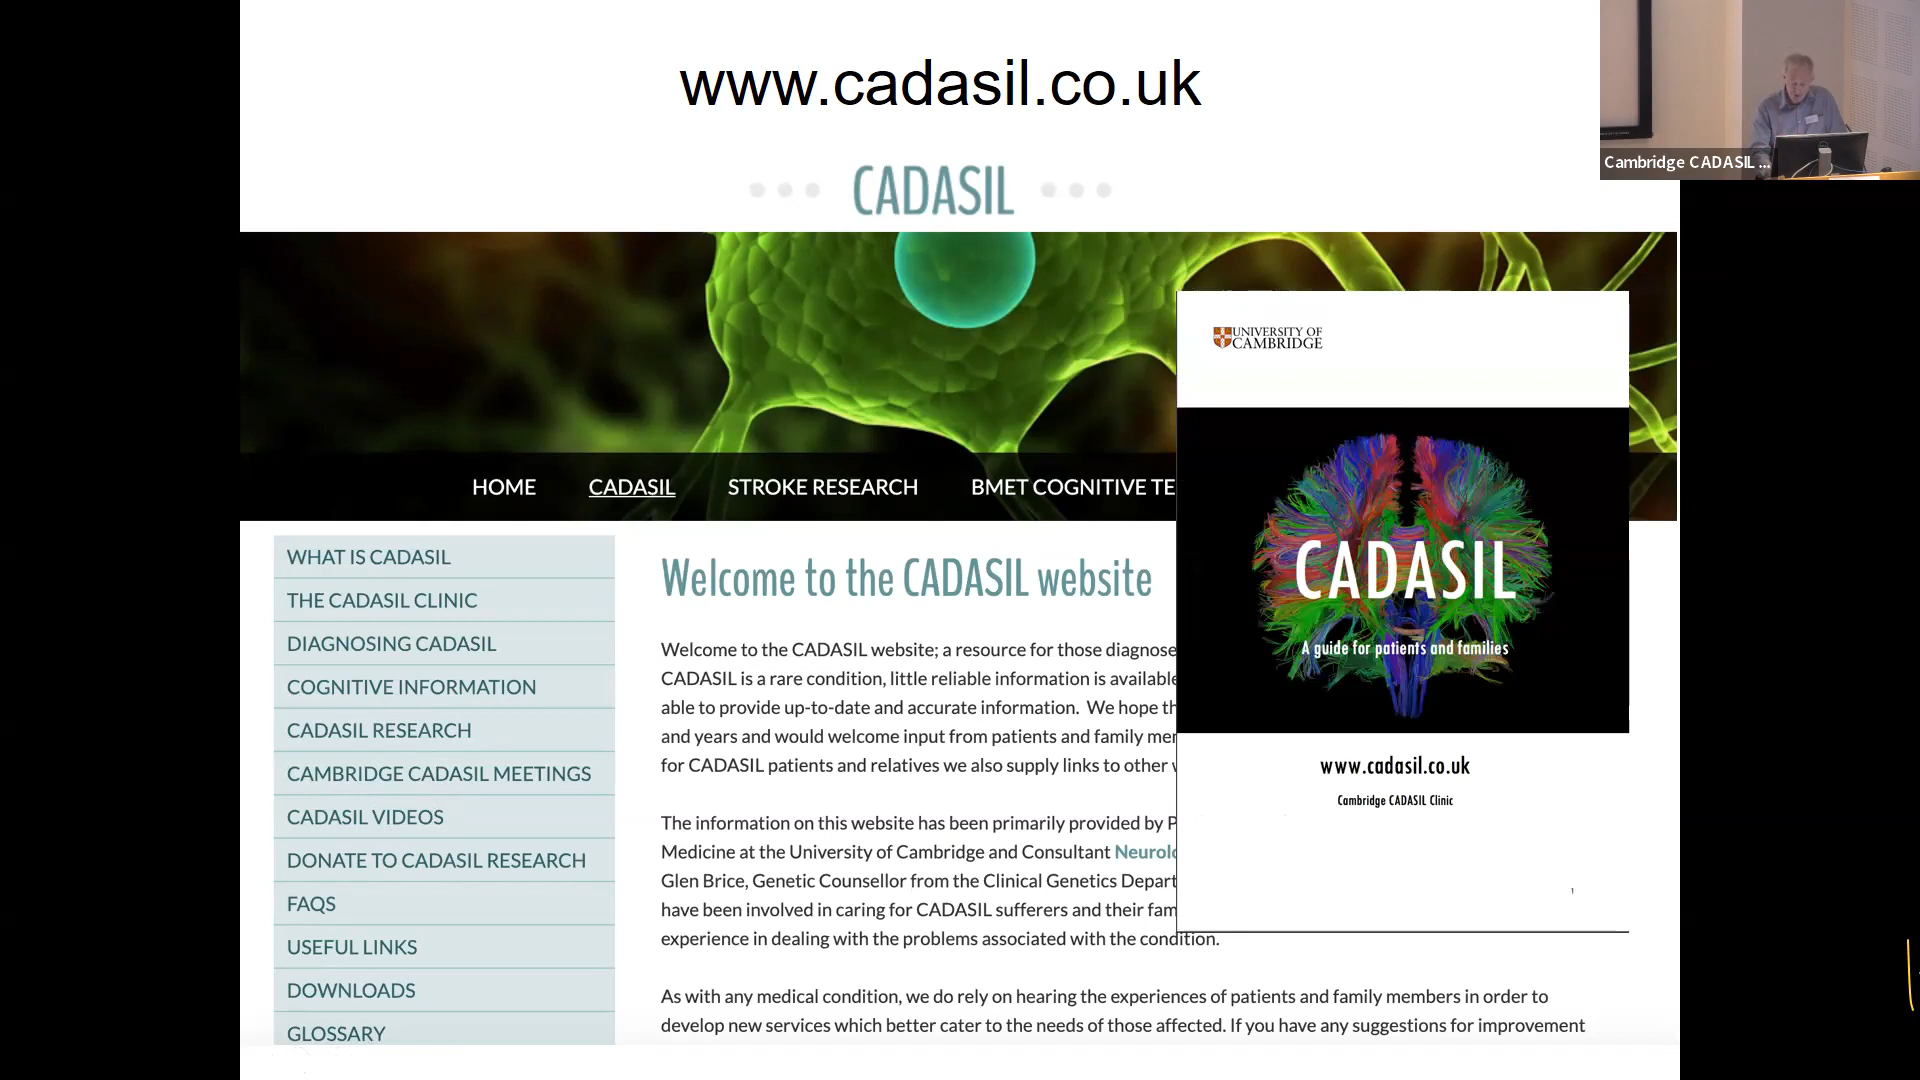 www.cadasil.co.uk
CADASIL
Cambridge CADASIL ...
HOME CADASIL STROKE RESEARCH BMET COGNITIVE TE
WHAT IS CADASIL
THE CADASIL CLINIC
DIAGNOSING CADASIL
COGNITIVE INFORMATION
CADASIL RESEARCH
CAMBRIDGE CADASIL MEETINGS
CADASIL VIDEOS
DONATE TO CADASIL RESEARCH
FAQS
USEFUL LINKS
DOWNLOADS
GLOSSARY
Welcome to the CADASIL website
Welcome to the CADASIL website; a resource for those diagnose
CADASIL is a rare condition, little reliable information is available
able to provide up-to-date and accurate information. We hope th
and years and would welcome input from patients and family mer
for CADASIL patients and relatives we also supply links to other
The information on this website has been primarily provided by P
Medicine at the University of Cambridge and Consultant Neurolo
Glen Brice, Genetic Counsellor from the Clinical Genetics Depart
have been involved in caring for CADASIL sufferers and their fam
experience in dealing with the problems associated with the condition.
As with any medical condition, we do rely on hearing the experiences of patients and family members in order to
develop new services which better cater to the needs of those affected. If you have any suggestions for improvement
UNIVERSITY OF
CAMBRIDGE
CADASIL
A guide for patients and families
www.cadasil.co.uk
Cambridge CADASIL Clinic